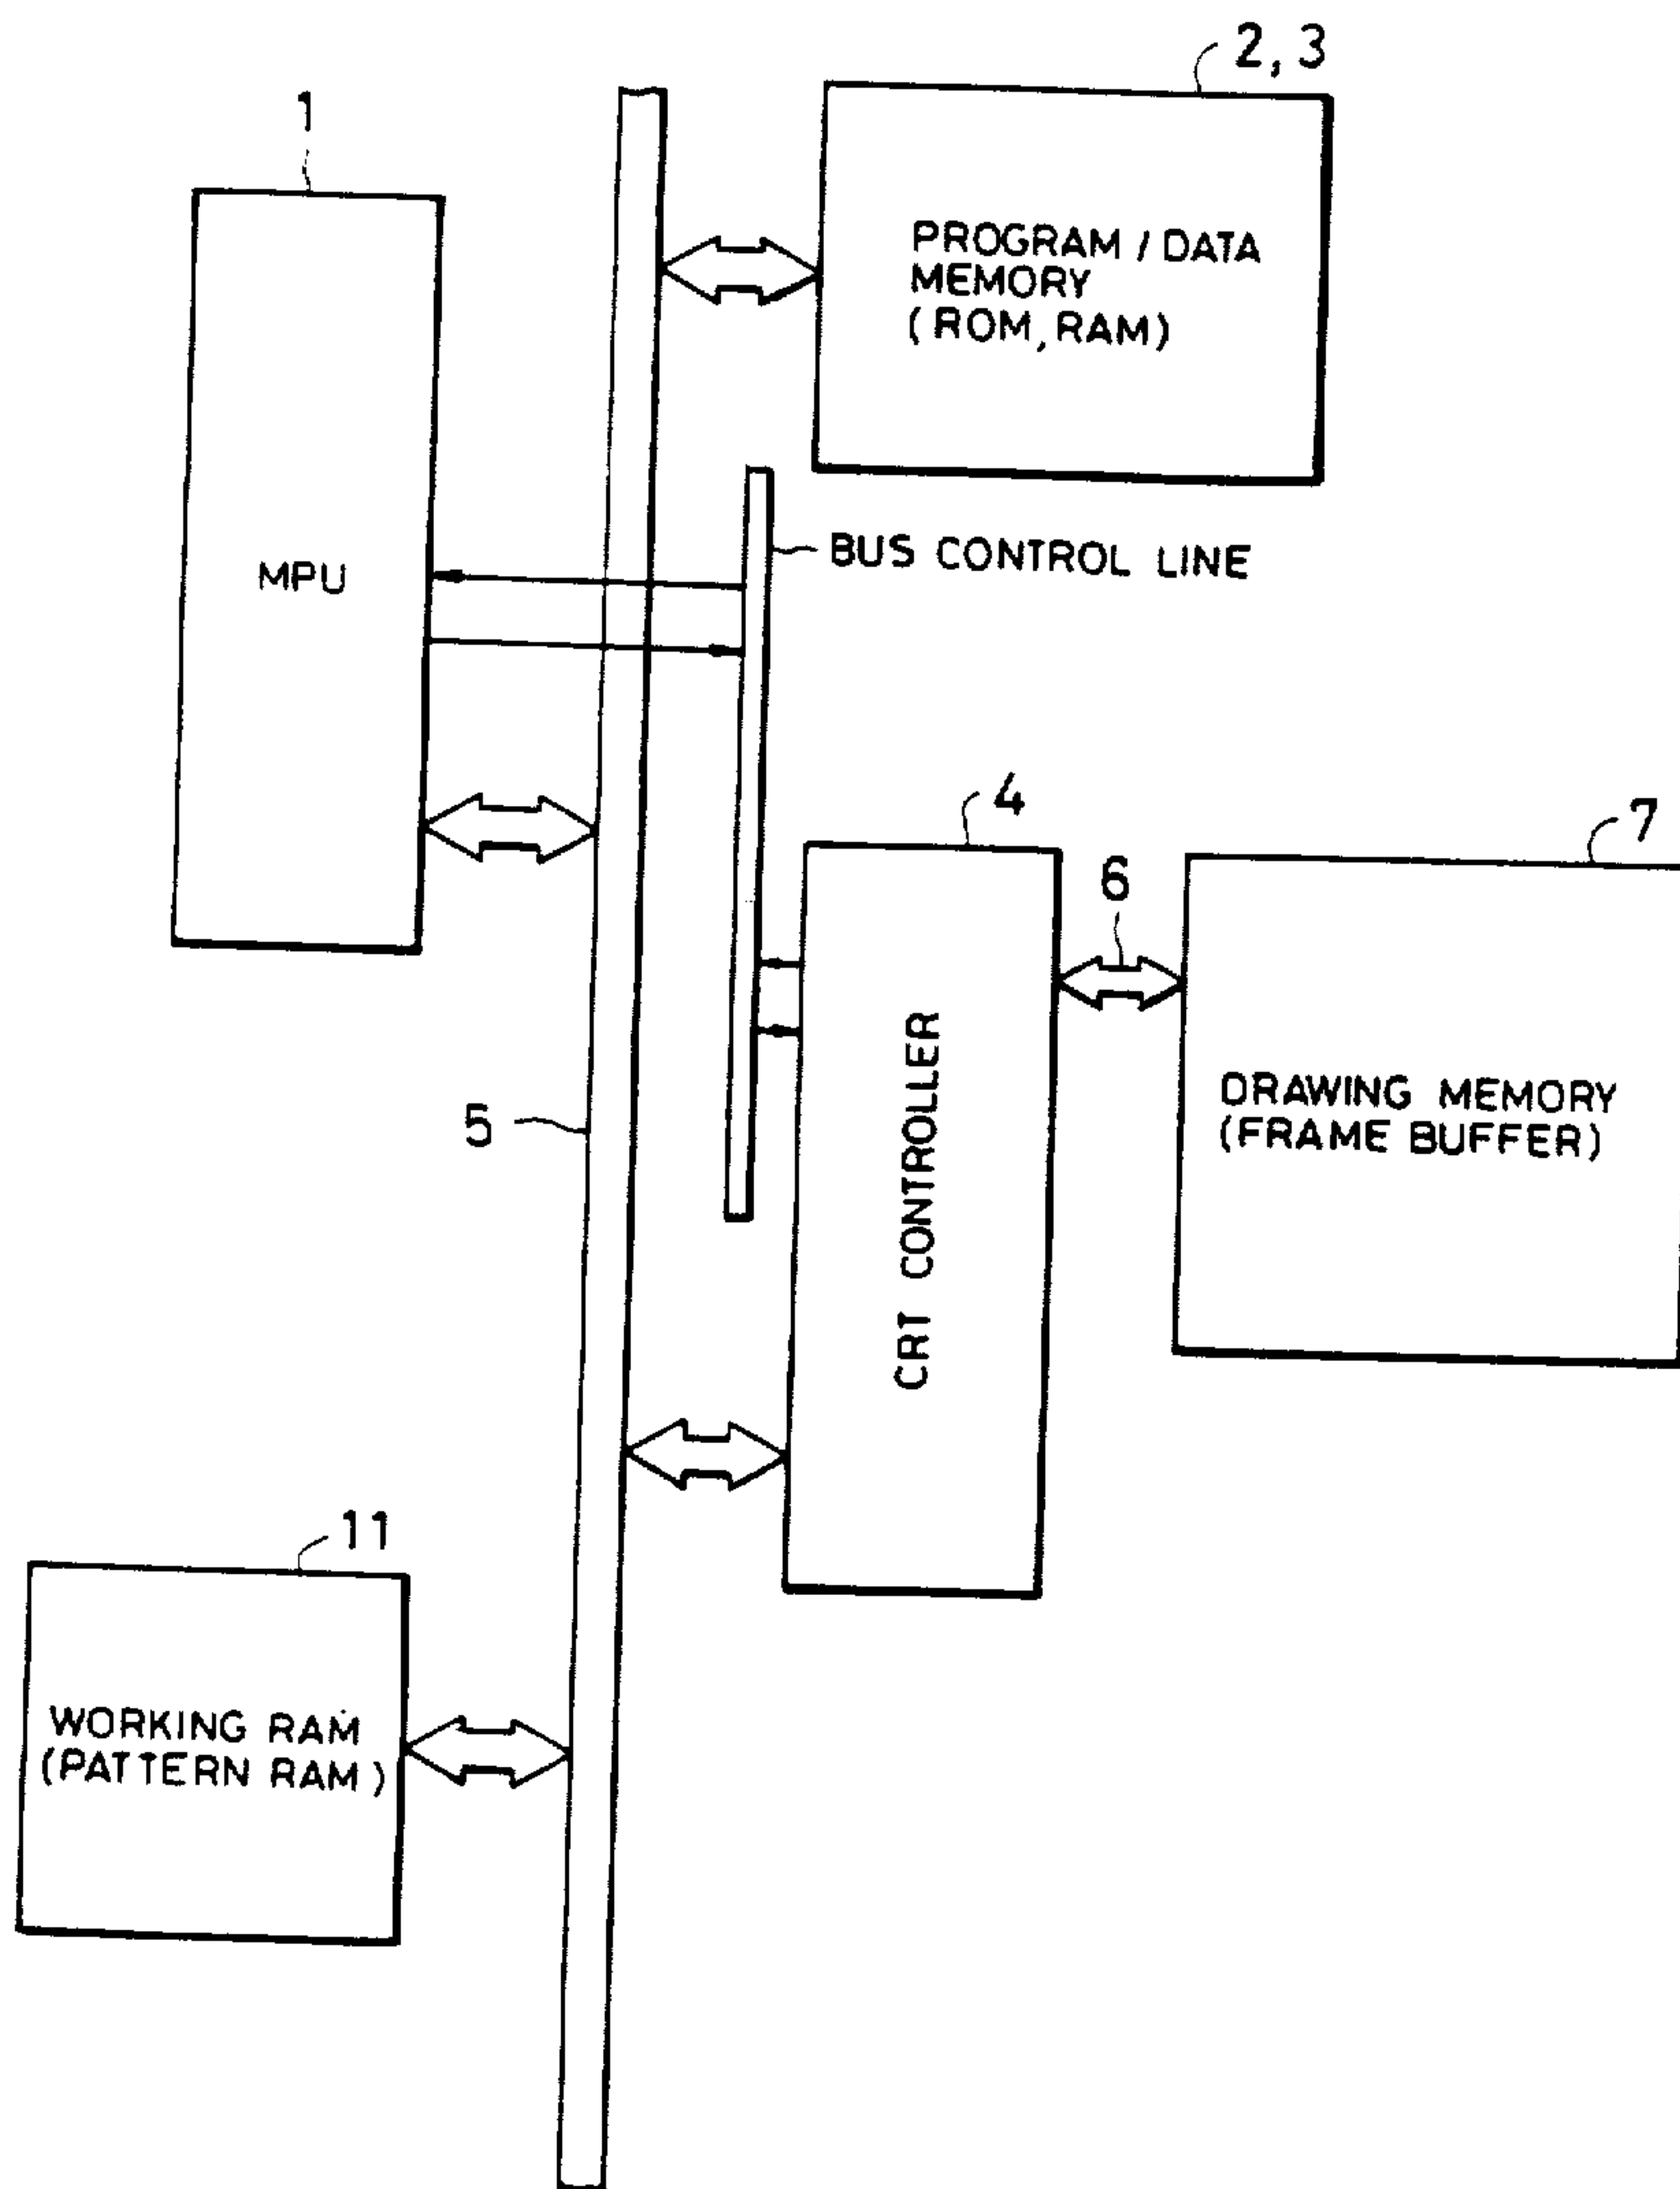 2, 3
1
PROGRAM / DATA
MEMORY
(ROM, RAM)
BUS CONTROL LINE
MPU
4
7
6
CRT CONTROLLER
DRAWING MEMORY
(FRAME BUFFER)
5
11
WORKING RAM
(PATTERN RAM)